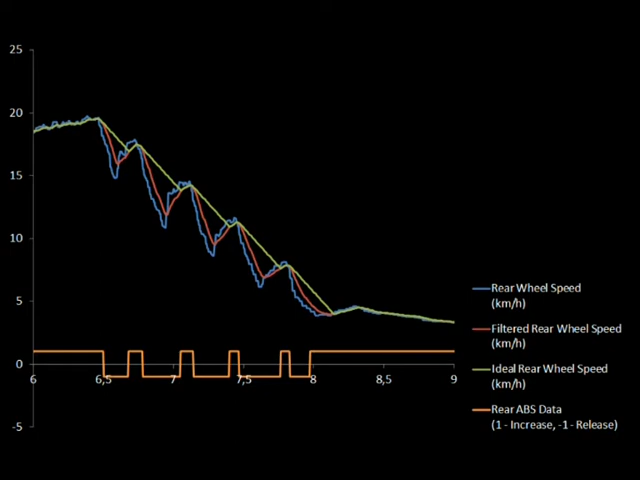 25
20
15
10
5
0
-5
6
6,5
7
7,5
8
8,5
9
Rear Wheel Speed
(km/h)
Filtered Rear Wheel Speed
(km/h)
Ideal Rear Wheel Speed
(km/h)
Rear ABS Data
(1 - Increase, -1 - Release)